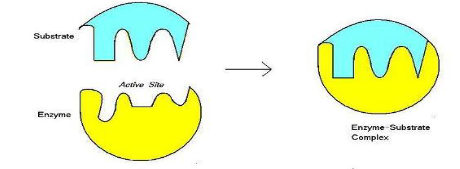 Substrate
Active Site
Enzyme
Enzyme-Substrate
Complex